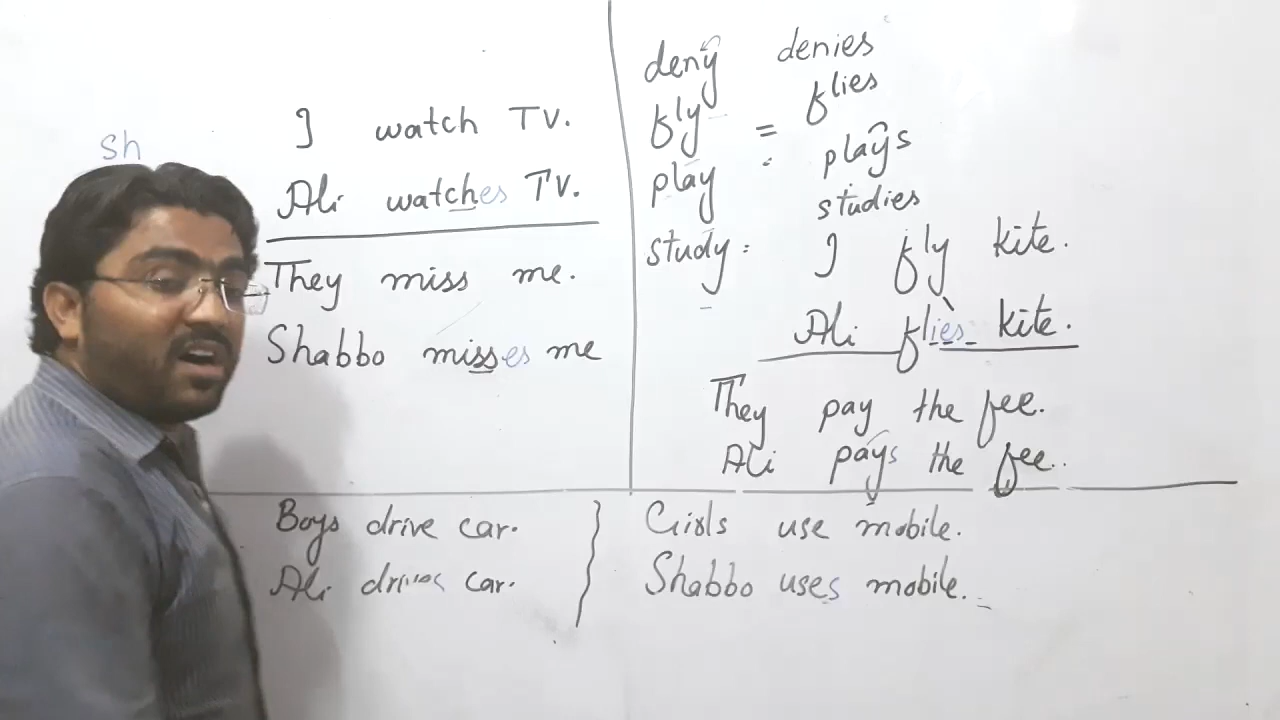 sh
I watch TV.
Ali watches TV.
They miss me.
Shabbo misses me
deny denies
fly = flies
play : plays
studies
study :
I fly kite.
Ali flies kite.
They pay the fee.
Ali pays the fee..
Boys drive car.
Ali drives car.
Girls use mobile.
Shabbo uses mobile.